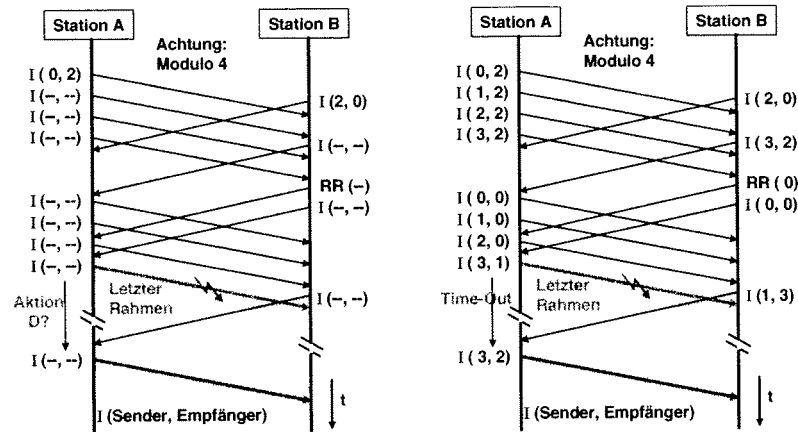 Station A
Station B
Achtung:
Modulo 4
I ( 0, 2)
I (--, --)
I (--, --)
I (--, --)
I (2, 0)
I (--, --)
RR (--)
I (--, --)
I (--, --)
I (--, --)
I (--, --)
I (--, --)
Aktion
D?
Letzter
Rahmen
I (--, --)
I (--, --)
t
I (Sender, Empfänger)
Station A
Station B
Achtung:
Modulo 4
I ( 0, 2)
I ( 1, 2)
I ( 2, 2)
I ( 3, 2)
I ( 2, 0)
I ( 3, 2)
RR ( 0)
I ( 0, 0)
I ( 0, 0)
I ( 1, 0)
I ( 2, 0)
I ( 3, 1)
Time-Out
Letzter
Rahmen
I ( 1, 3)
I ( 3, 2)
t
I (Sender, Empfänger)